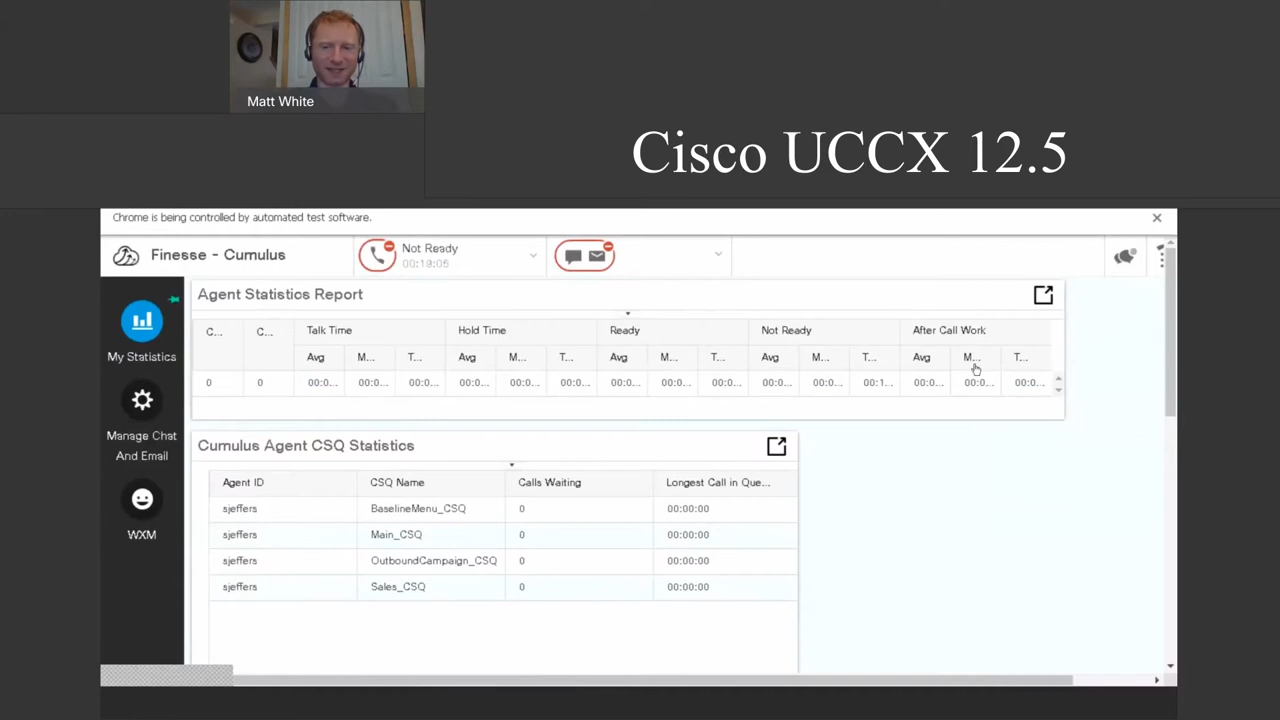 Matt White
Cisco UCCX 12.5
Chrome is being controlled by automated test software.
Finesse - Cumulus
Not Ready
00:19:05
Agent Statistics Report
C... C... Talk Time Hold Time Ready Not Ready After Call Work
Avg M... T... Avg M... T... Avg M... T... Avg M... T... Avg M... T...
0 0 00:0... 00:0... 00:0... 00:0... 00:0... 00:0... 00:0... 00:0... 00:0... 00:0... 00:0... 00:1... 00:0... 00:0... 00:0...
My Statistics
Manage Chat
And Email
WXM
Cumulus Agent CSQ Statistics
Agent ID CSQ Name Calls Waiting Longest Call in Que...
sjeffers BaselineMenu_CSQ 0 00:00:00
sjeffers Main_CSQ 0 00:00:00
sjeffers OutboundCampaign_CSQ 0 00:00:00
sjeffers Sales_CSQ 0 00:00:00